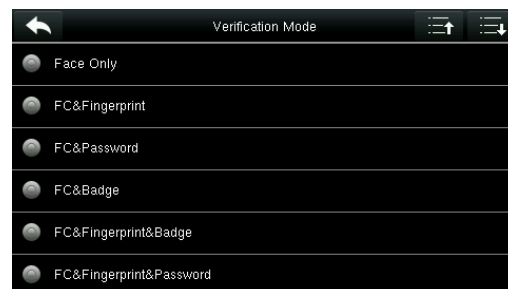 Verification Mode
Face Only
FC&Fingerprint
FC&Password
FC&Badge
FC&Fingerprint&Badge
FC&Fingerprint&Password